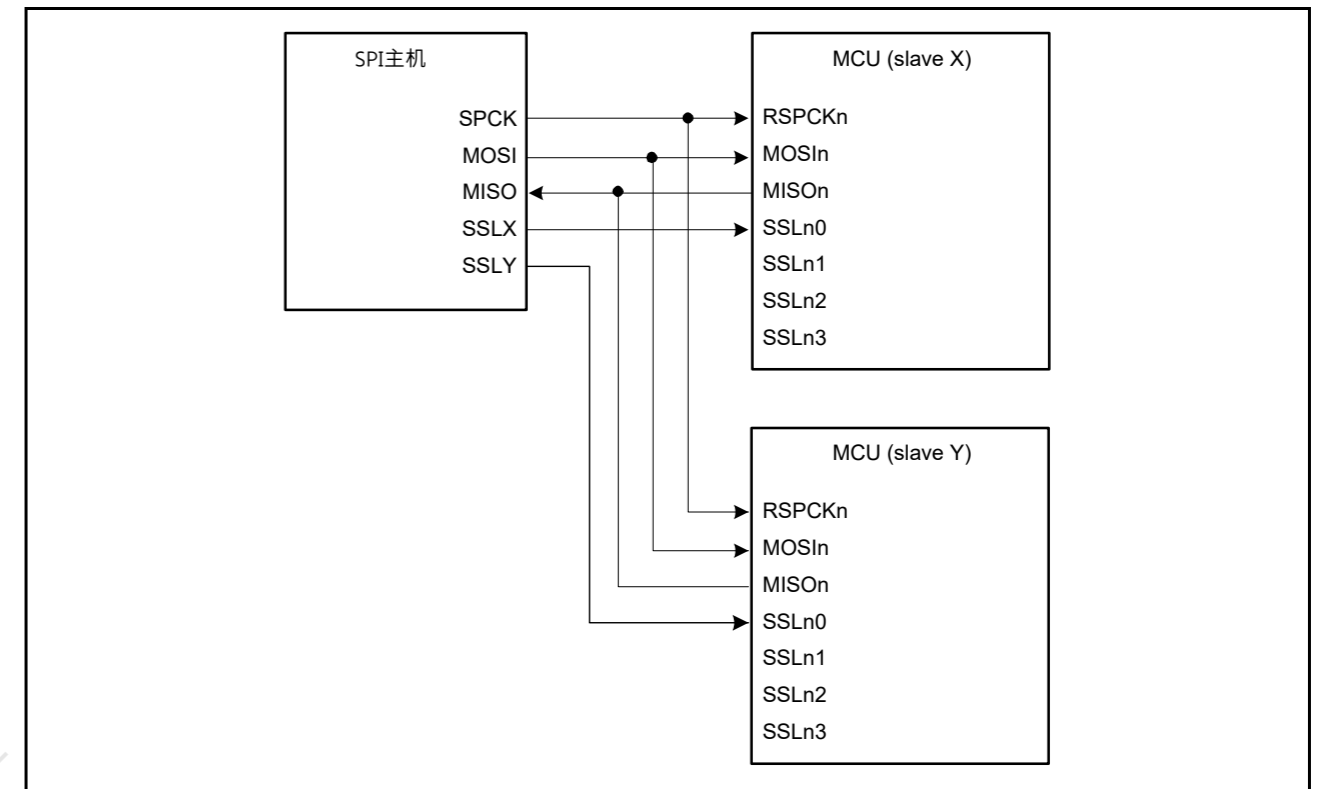 SPI主机
SPCK
MOSI
MISO
SSLX
SSLY
MCU (slave X)
RSPCKn
MOSIn
MISOn
SSLn0
SSLn1
SSLn2
SSLn3
MCU (slave Y)
RSPCKn
MOSIn
MISOn
SSLn0
SSLn1
SSLn2
SSLn3